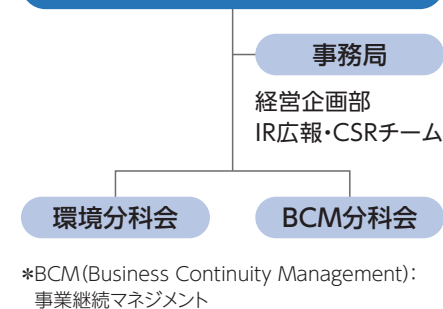 事務局
経営企画部
IR広報・CSRチーム
環境分科会
BCM分科会
*BCM(Business Continuity Management):
事業継続マネジメント